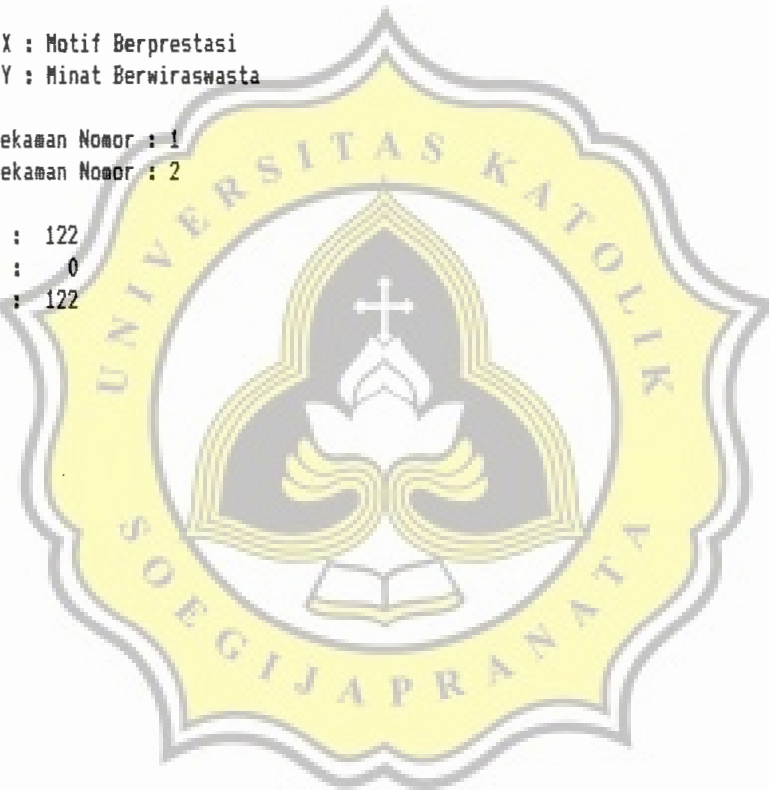 X : Motif Berprestasi
Y : Minat Berwiraswasta
ekaman Nomor : 1
ekaman Nomor : 2
: 122
: 0
: 122
UNIVERSITAS KATOLIK
SOEGIJAPRANATA